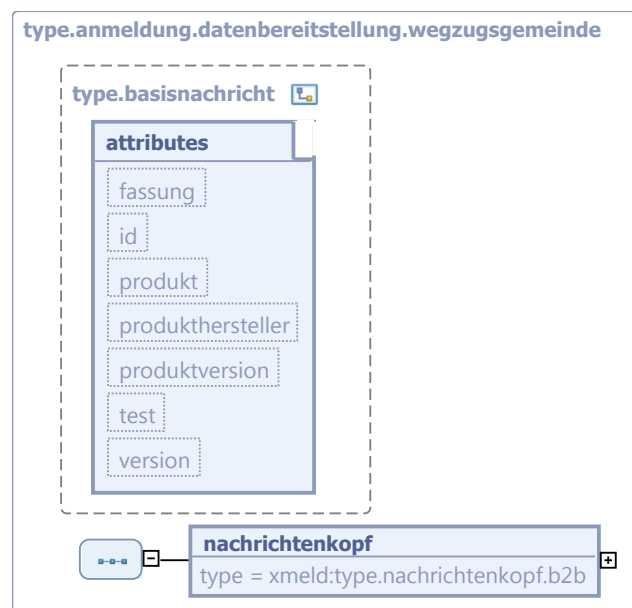 type.anmeldung.datenbereitstellung.wegzugsgemeinde
type.basisnachricht
attributes
fassung
id
produkt
produkthersteller
produktversion
test
version
nachrichtenkopf
type = xmeld:type.nachrichtenkopf.b2b